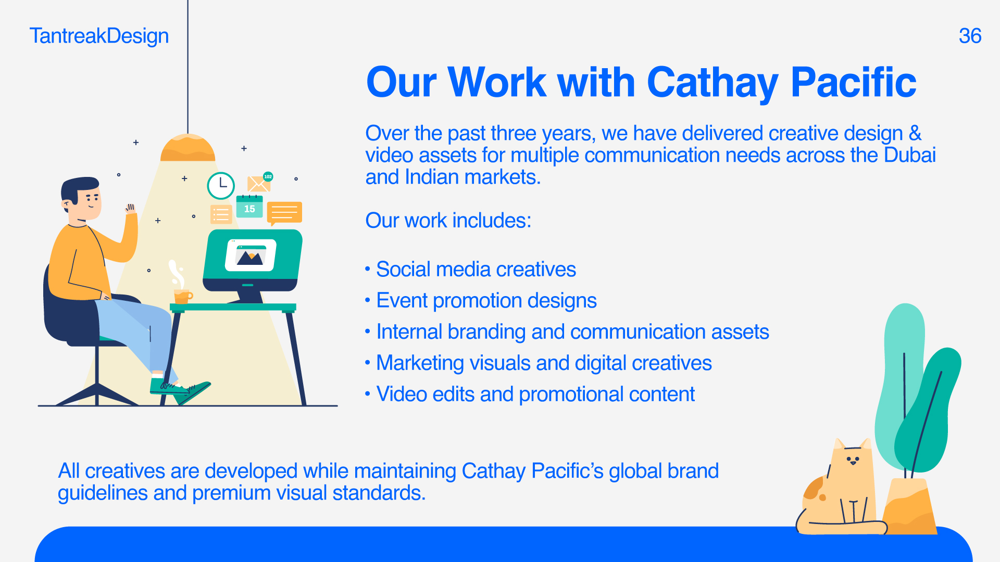 TantreakDesign
36
Our Work with Cathay Pacific
Over the past three years, we have delivered creative design &
video assets for multiple communication needs across the Dubai
and Indian markets.
Our work includes:
• Social media creatives
• Event promotion designs
• Internal branding and communication assets
• Marketing visuals and digital creatives
• Video edits and promotional content
102
15
All creatives are developed while maintaining Cathay Pacific’s global brand
guidelines and premium visual standards.